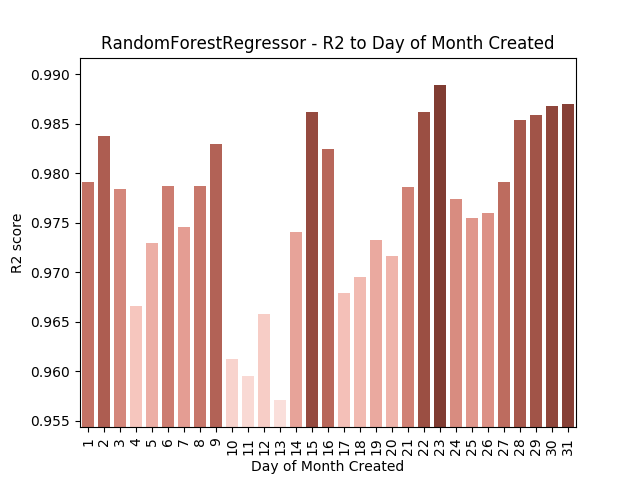 RandomForestRegressor - R2 to Day of Month Created
0.990
0.985
0.980
0.975
0.970
0.965
0.960
0.955
R2 score
1 2 3 4 5 6 7 8 9 10 11 12 13 14 15 16 17 18 19 20 21 22 23 24 25 26 27 28 29 30 31
Day of Month Created